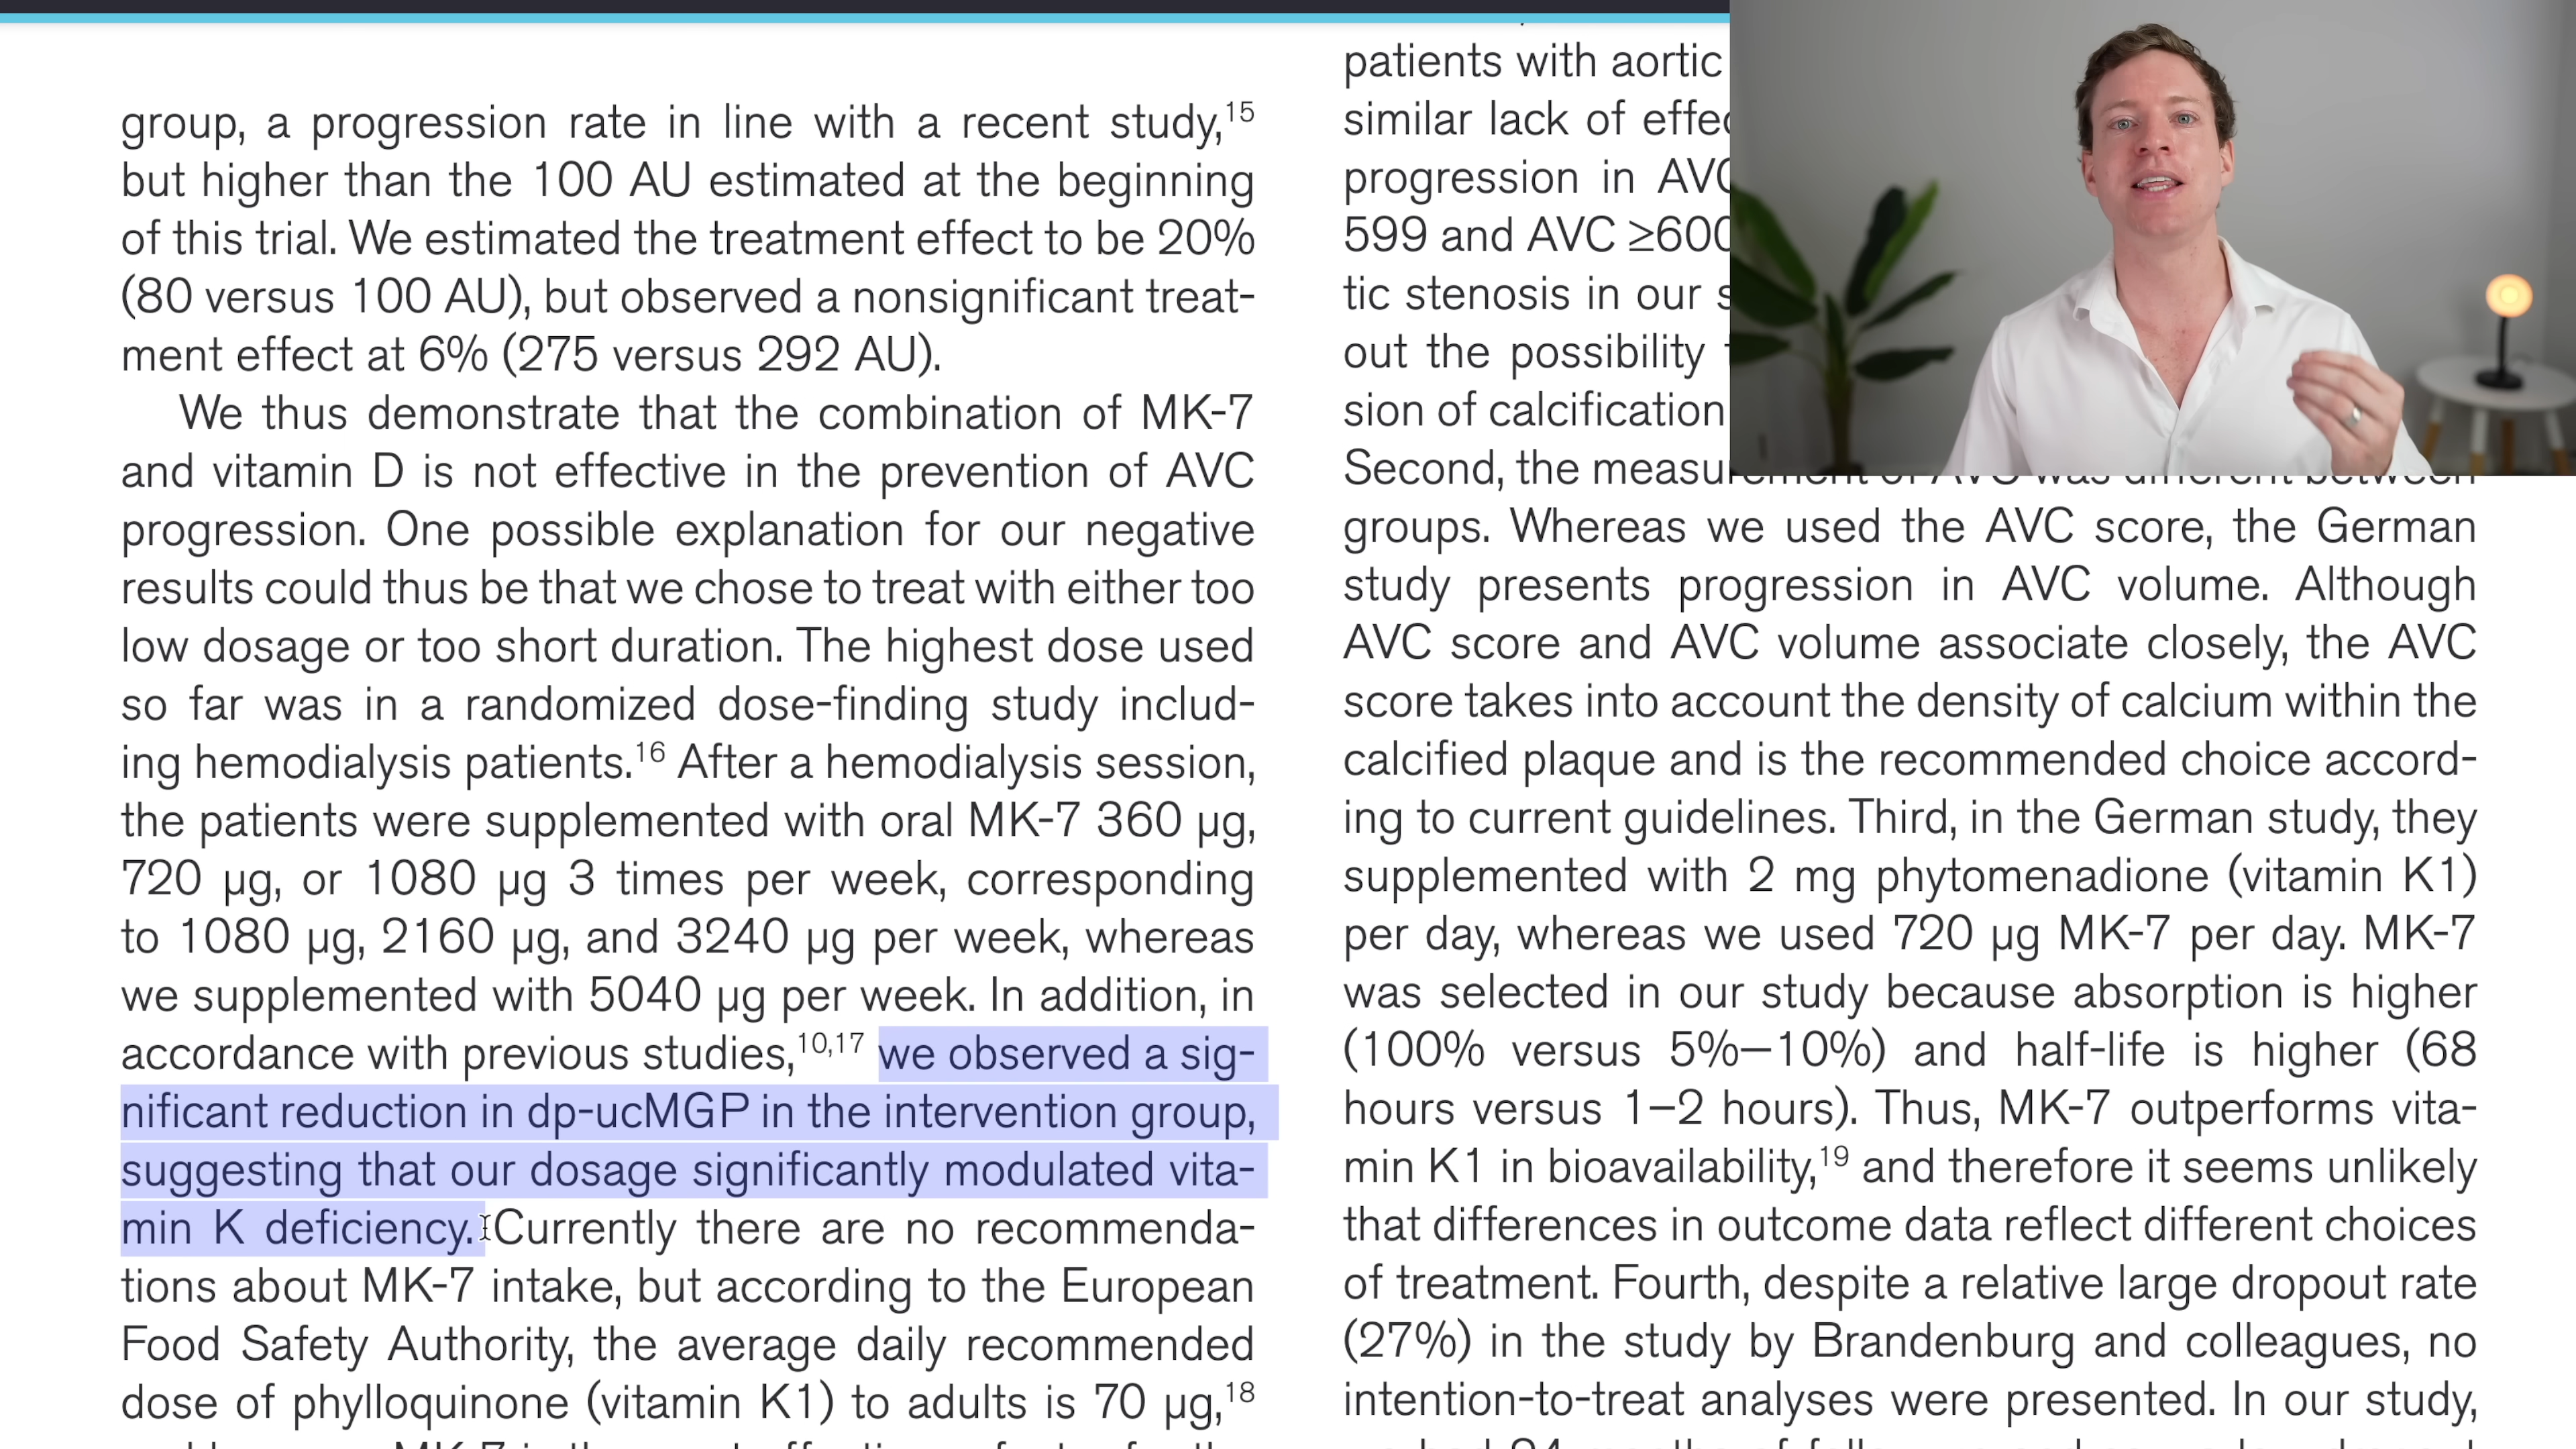 group, a progression rate in line with a recent study,15
but higher than the 100 AU estimated at the beginning
of this trial. We estimated the treatment effect to be 20%
(80 versus 100 AU), but observed a nonsignificant treat-
ment effect at 6% (275 versus 292 AU).
We thus demonstrate that the combination of MK-7
and vitamin D is not effective in the prevention of AVC
progression. One possible explanation for our negative
results could thus be that we chose to treat with either too
low dosage or too short duration. The highest dose used
so far was in a randomized dose-finding study includ-
ing hemodialysis patients.16 After a hemodialysis session,
the patients were supplemented with oral MK-7 360 µg,
720 µg, or 1080 µg 3 times per week, corresponding
to 1080 µg, 2160 µg, and 3240 µg per week, whereas
we supplemented with 5040 µg per week. In addition, in
accordance with previous studies,10,17 we observed a sig-
nificant reduction in dp-ucMGP in the intervention group,
suggesting that our dosage significantly modulated vita-
min K deficiency. Currently there are no recommenda-
tions about MK-7 intake, but according to the European
Food Safety Authority, the average daily recommended
dose of phylloquinone (vitamin K1) to adults is 70 µg,18
patients with aortic
similar lack of
progression in
599 and AVC
tic stenosis in our
out the possibility
sion of calcification
Second, the measurement of AVC was different between
groups. Whereas we used the AVC score, the German
study presents progression in AVC volume. Although
AVC score and AVC volume associate closely, the AVC
score takes into account the density of calcium within the
calcified plaque and is the recommended choice accord-
ing to current guidelines. Third, in the German study, they
supplemented with 2 mg phytomenadione (vitamin K1)
per day, whereas we used 720 µg MK-7 per day. MK-7
was selected in our study because absorption is higher
(100% versus 5%–10%) and half-life is higher (68
hours versus 1–2 hours). Thus, MK-7 outperforms vita-
min K1 in bioavailability,19 and therefore it seems unlikely
that differences in outcome data reflect different choices
of treatment. Fourth, despite a relative large dropout rate
(27%) in the study by Brandenburg and colleagues, no
intention-to-treat analyses were presented. In our study,